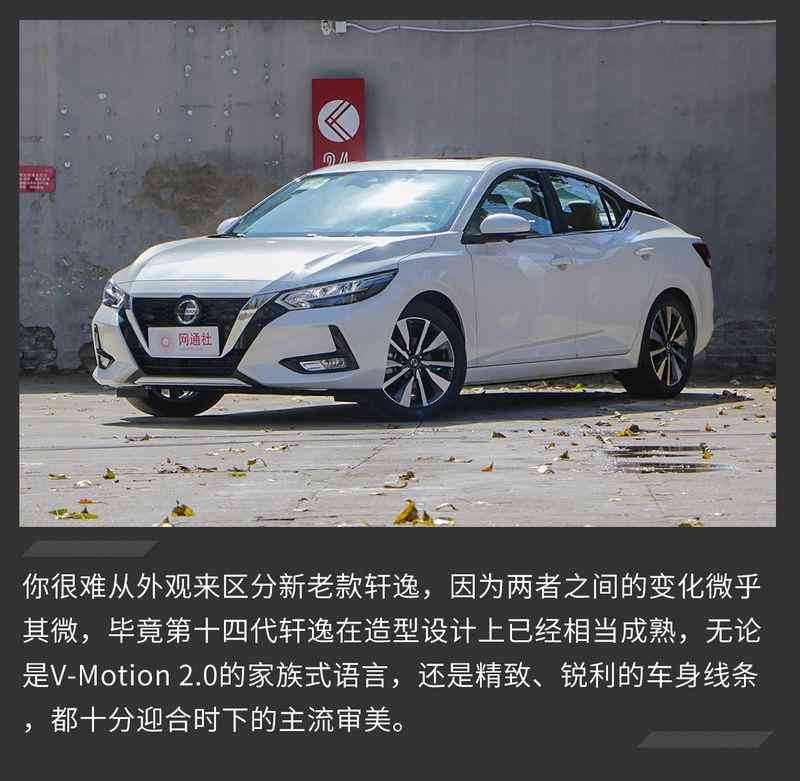 24
网通社
你很难从外观来区分新老款轩逸，因为两者之间的变化微乎
其微，毕竟第十四代轩逸在造型设计上已经相当成熟，无论
是V-Motion 2.0的家族式语言，还是精致、锐利的车身线条
，都十分迎合时下的主流审美。